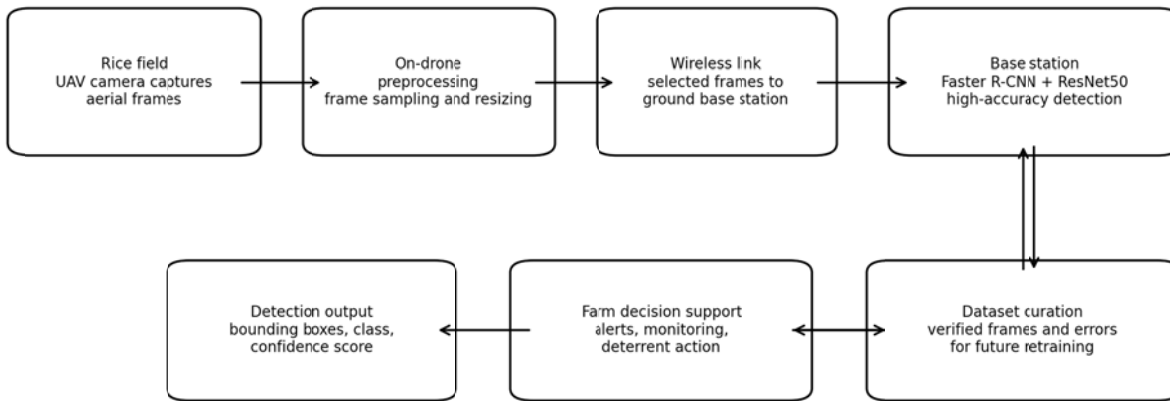 Rice field
UAV camera captures
aerial frames
On-drone
preprocessing
frame sampling and resizing
Wireless link
selected frames to
ground base station
Base station
Faster R-CNN + ResNet50
high-accuracy detection
Detection output
bounding boxes, class,
confidence score
Farm decision support
alerts, monitoring,
deterrent action
Dataset curation
verified frames and errors
for future retraining